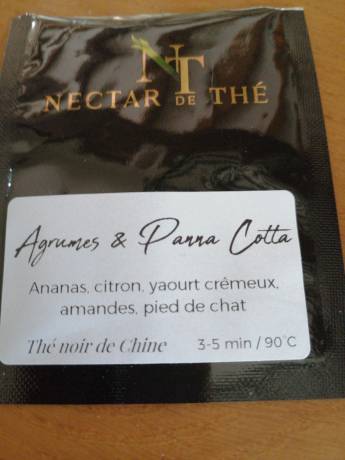 NT
NECTAR DE THÉ
Agrumes & Panna Cotta
Ananas, citron, yaourt crêmeux,
amandes, pied de chat
Thé noir de Chine 3-5 min / 90°C